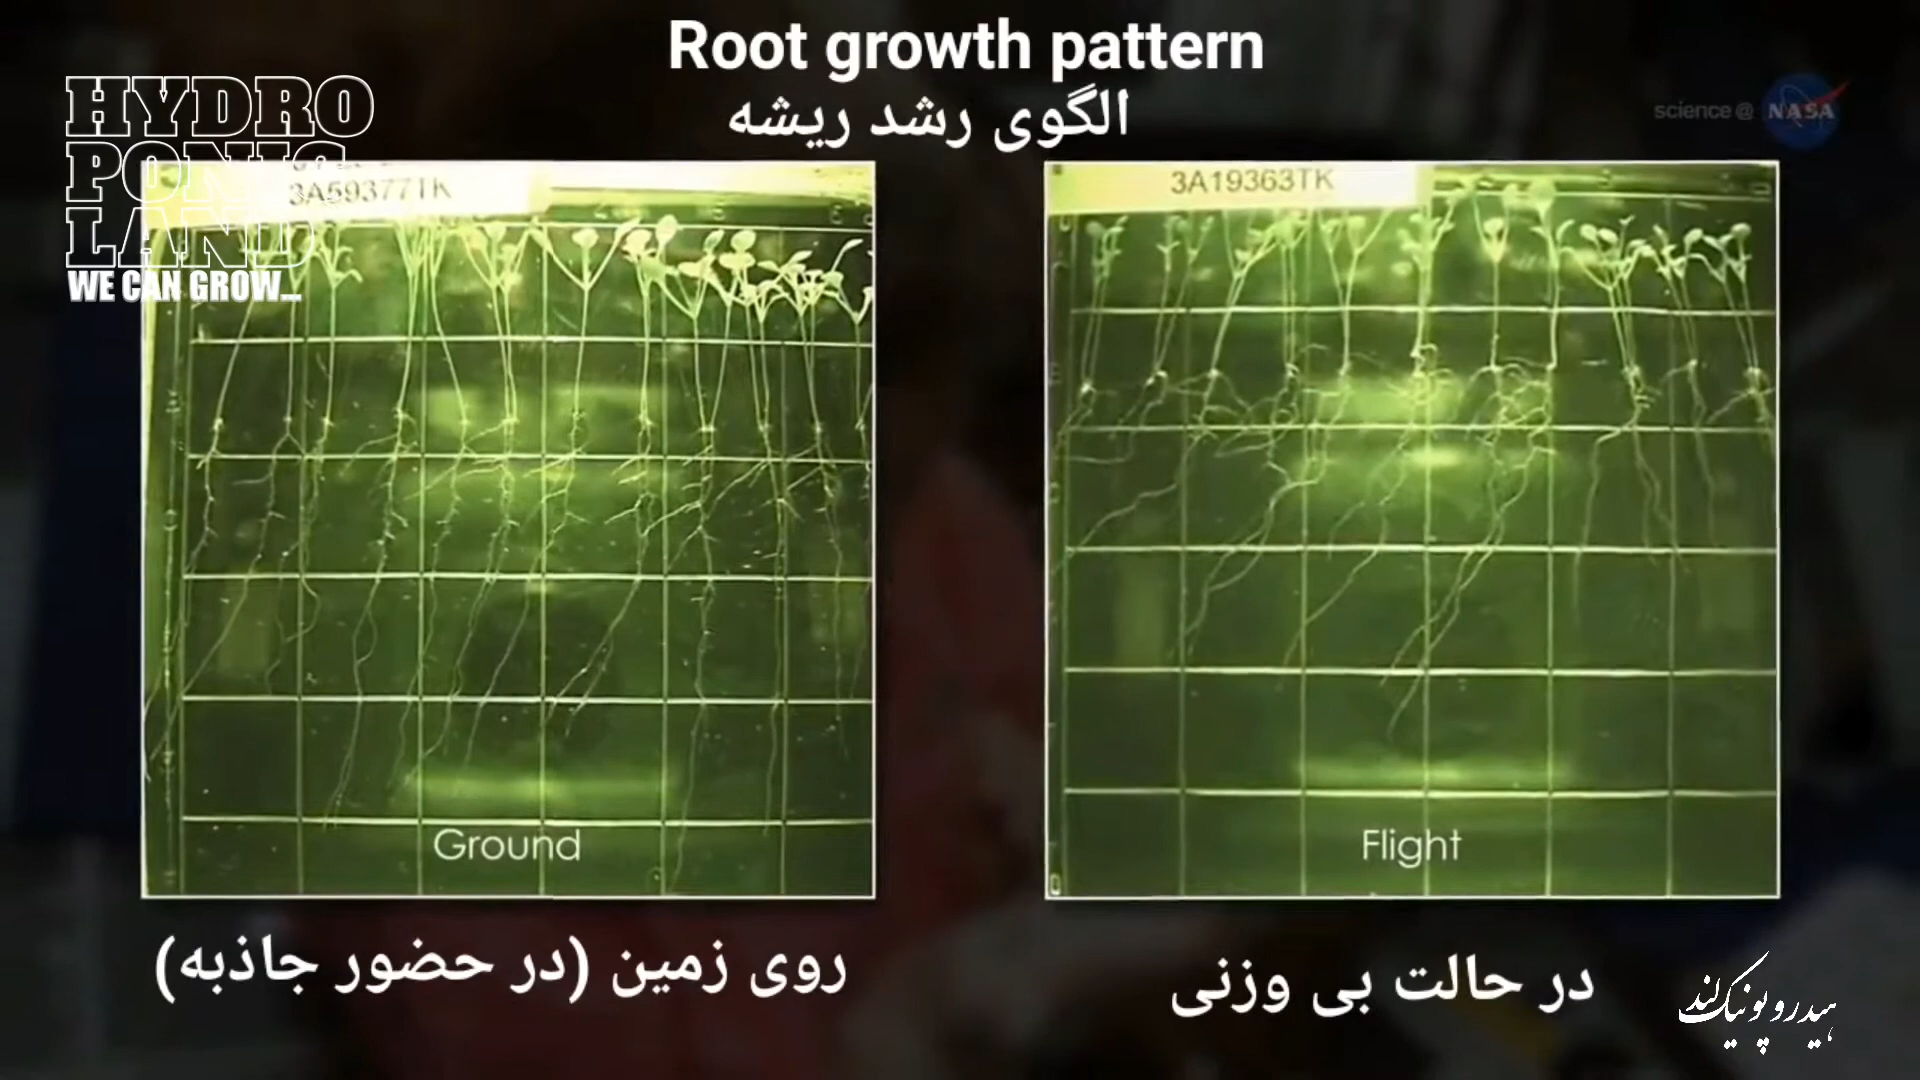 Root growth pattern
الگوی رشد ریشه
HYDRO
PONIC
LAND
WE CAN GROW...
science @ NASA
3A59377TK
3A19363TK
Ground
Flight
روی زمین (در حضور جاذبه)
در حالت بی وزنی
هیدروپونیک لند